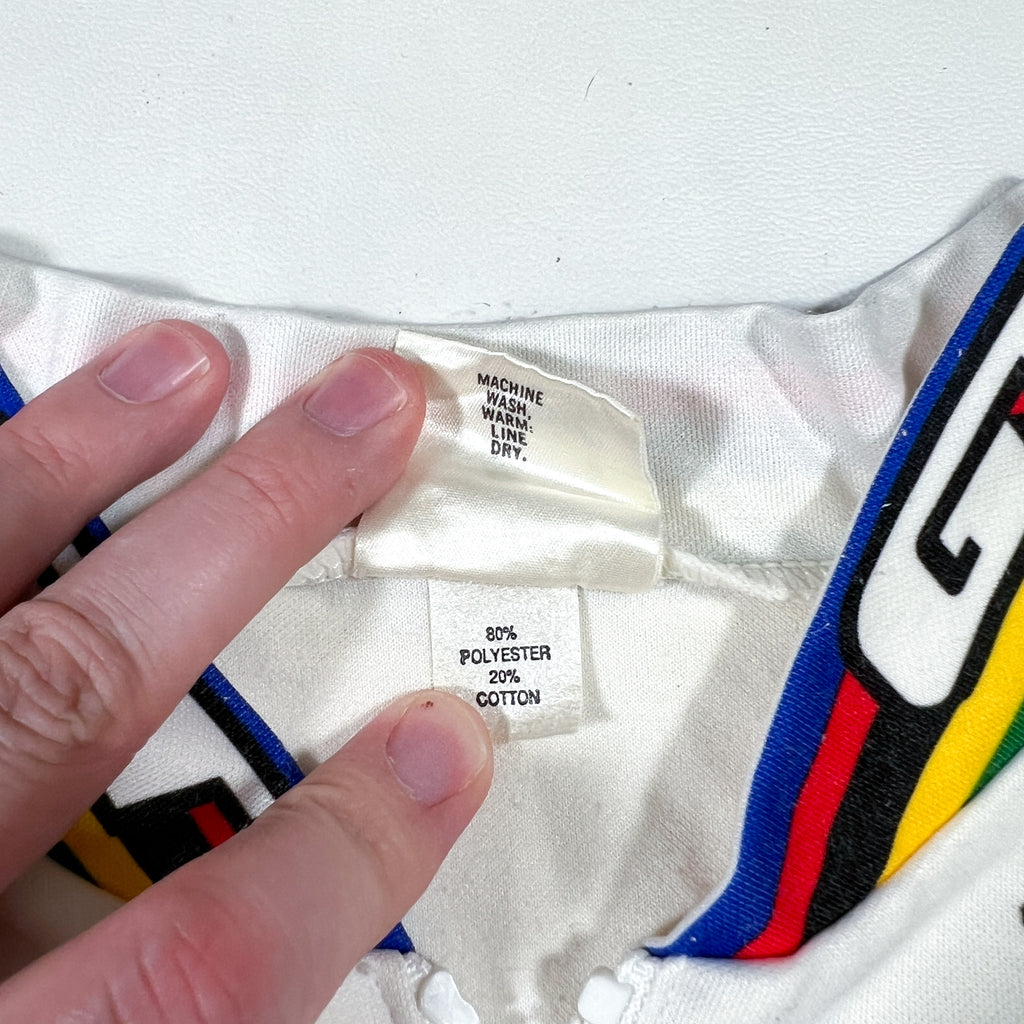 MACHINE
WASH,
WARM:
LINE
DRY.
80%
POLYESTER
20%
COTTON